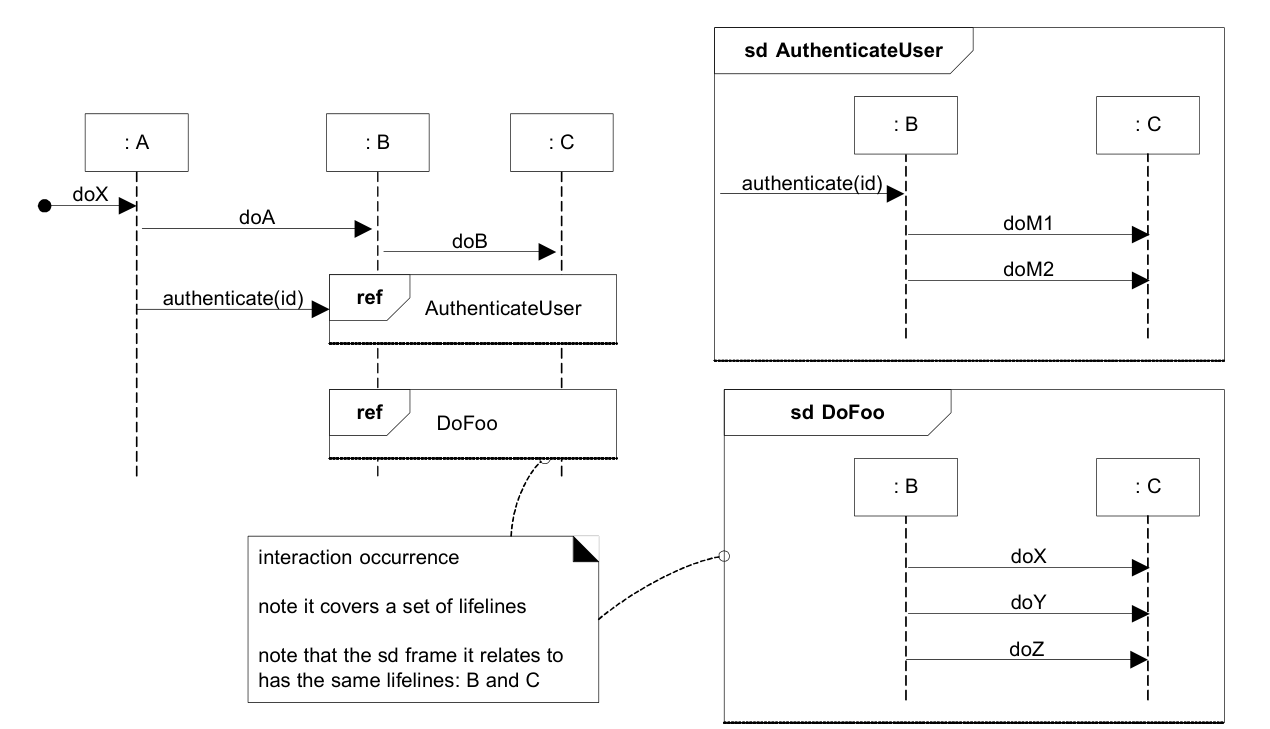 : A
: B
: C
doX
doA
doB
authenticate(id)
ref
AuthenticateUser
ref
DoFoo
interaction occurrence
note it covers a set of lifelines
note that the sd frame it relates to
has the same lifelines: B and C
sd AuthenticateUser
: B
: C
authenticate(id)
doM1
doM2
sd DoFoo
: B
: C
doX
doY
doZ